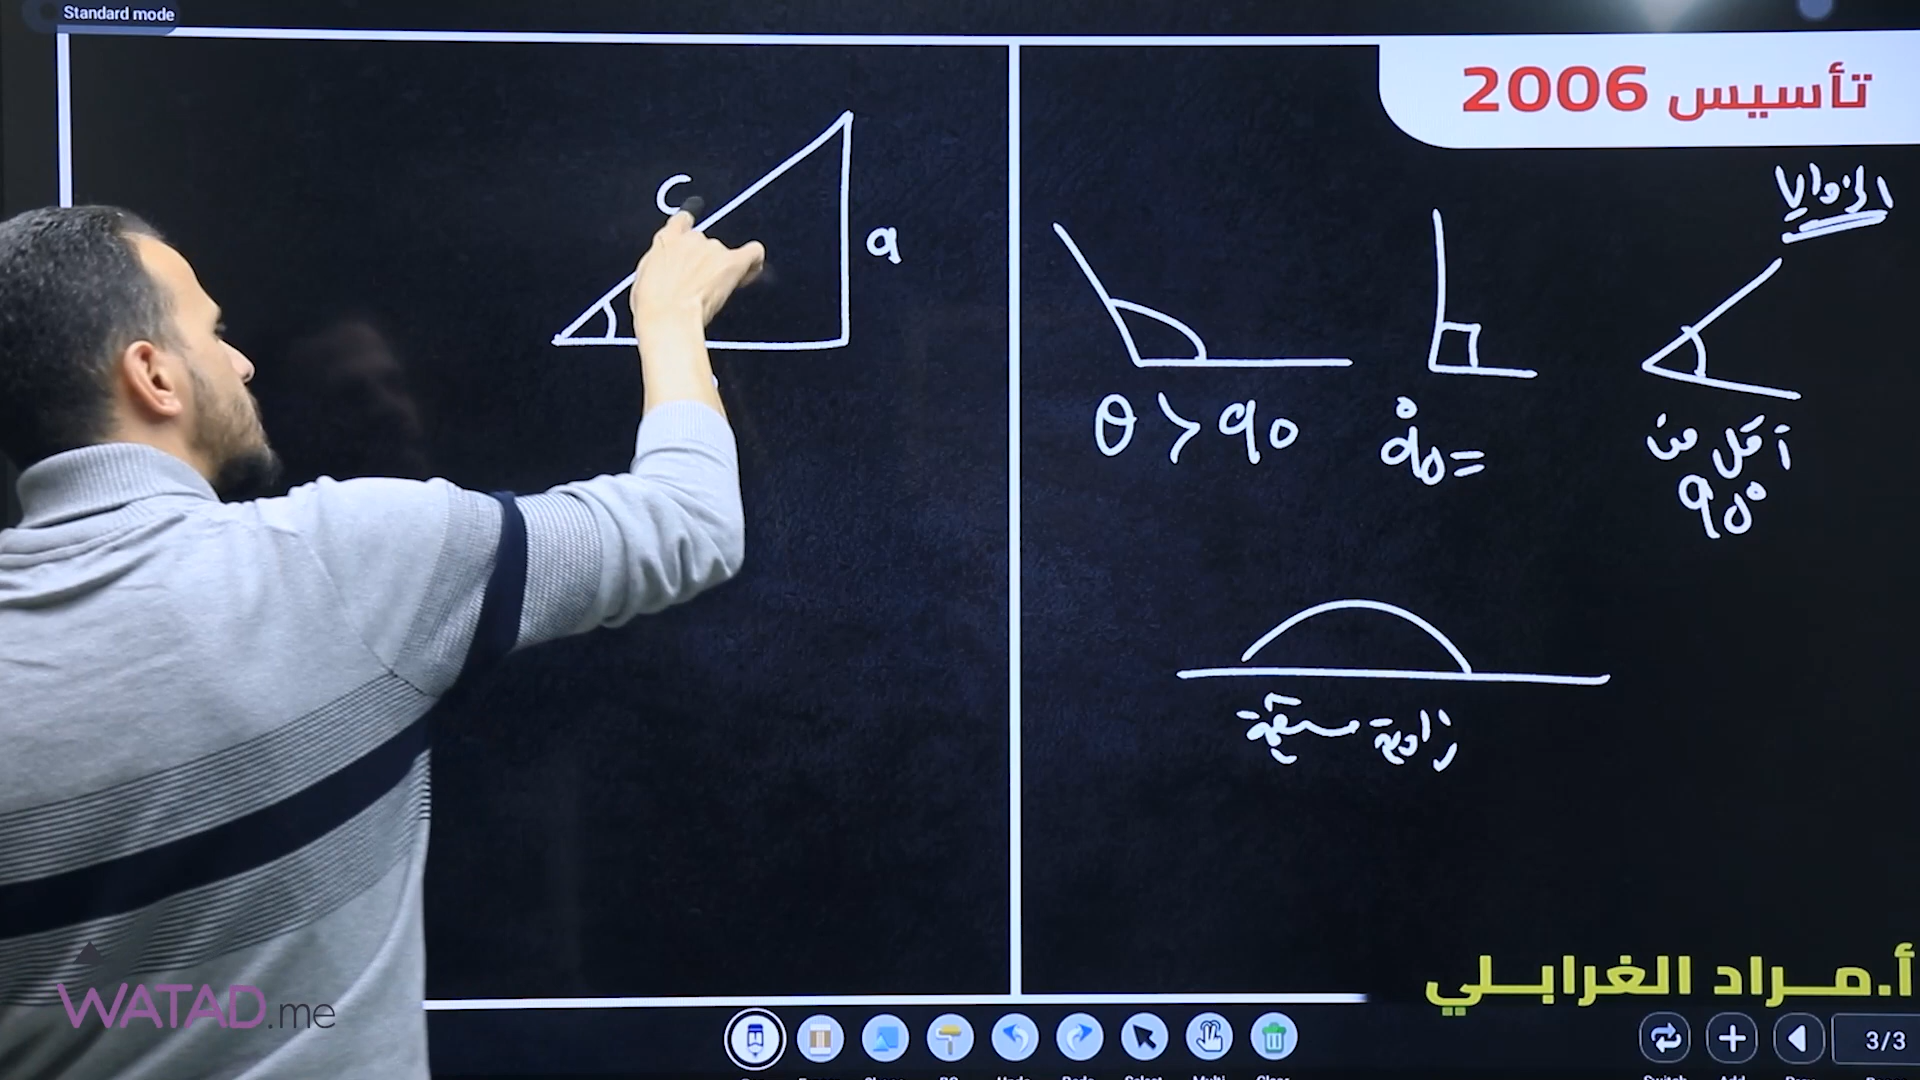 Standard mode
تأسيس 2006
الزوايا
C
a
θ > 90
90° =
أقل من
90°
زاوية مستقيمة
أ.مراد الغرابلي
WATAD.me
3/3